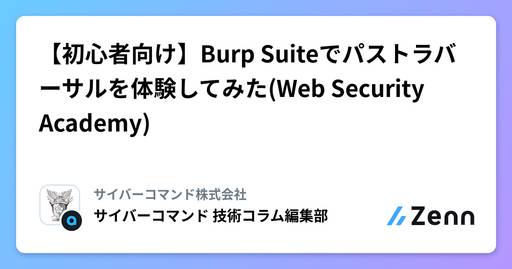 【初心者向け】Burp Suiteでパストラバ
ーサルを体験してみた(Web Security
Academy)
サイバーコマンド株式会社
サイバーコマンド 技術コラム編集部
Zenn